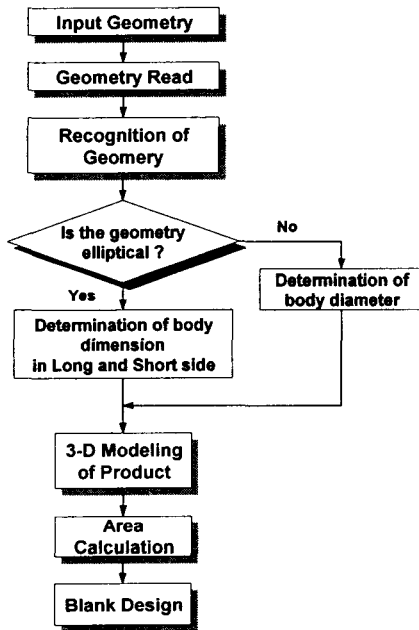 Input Geometry
Geometry Read
Recognition of
Geomery
Is the geometry
elliptical ?
No
Yes
Determination of
body diameter
Determination of body
dimension
in Long and Short side
3-D Modeling
of Product
Area
Calculation
Blank Design